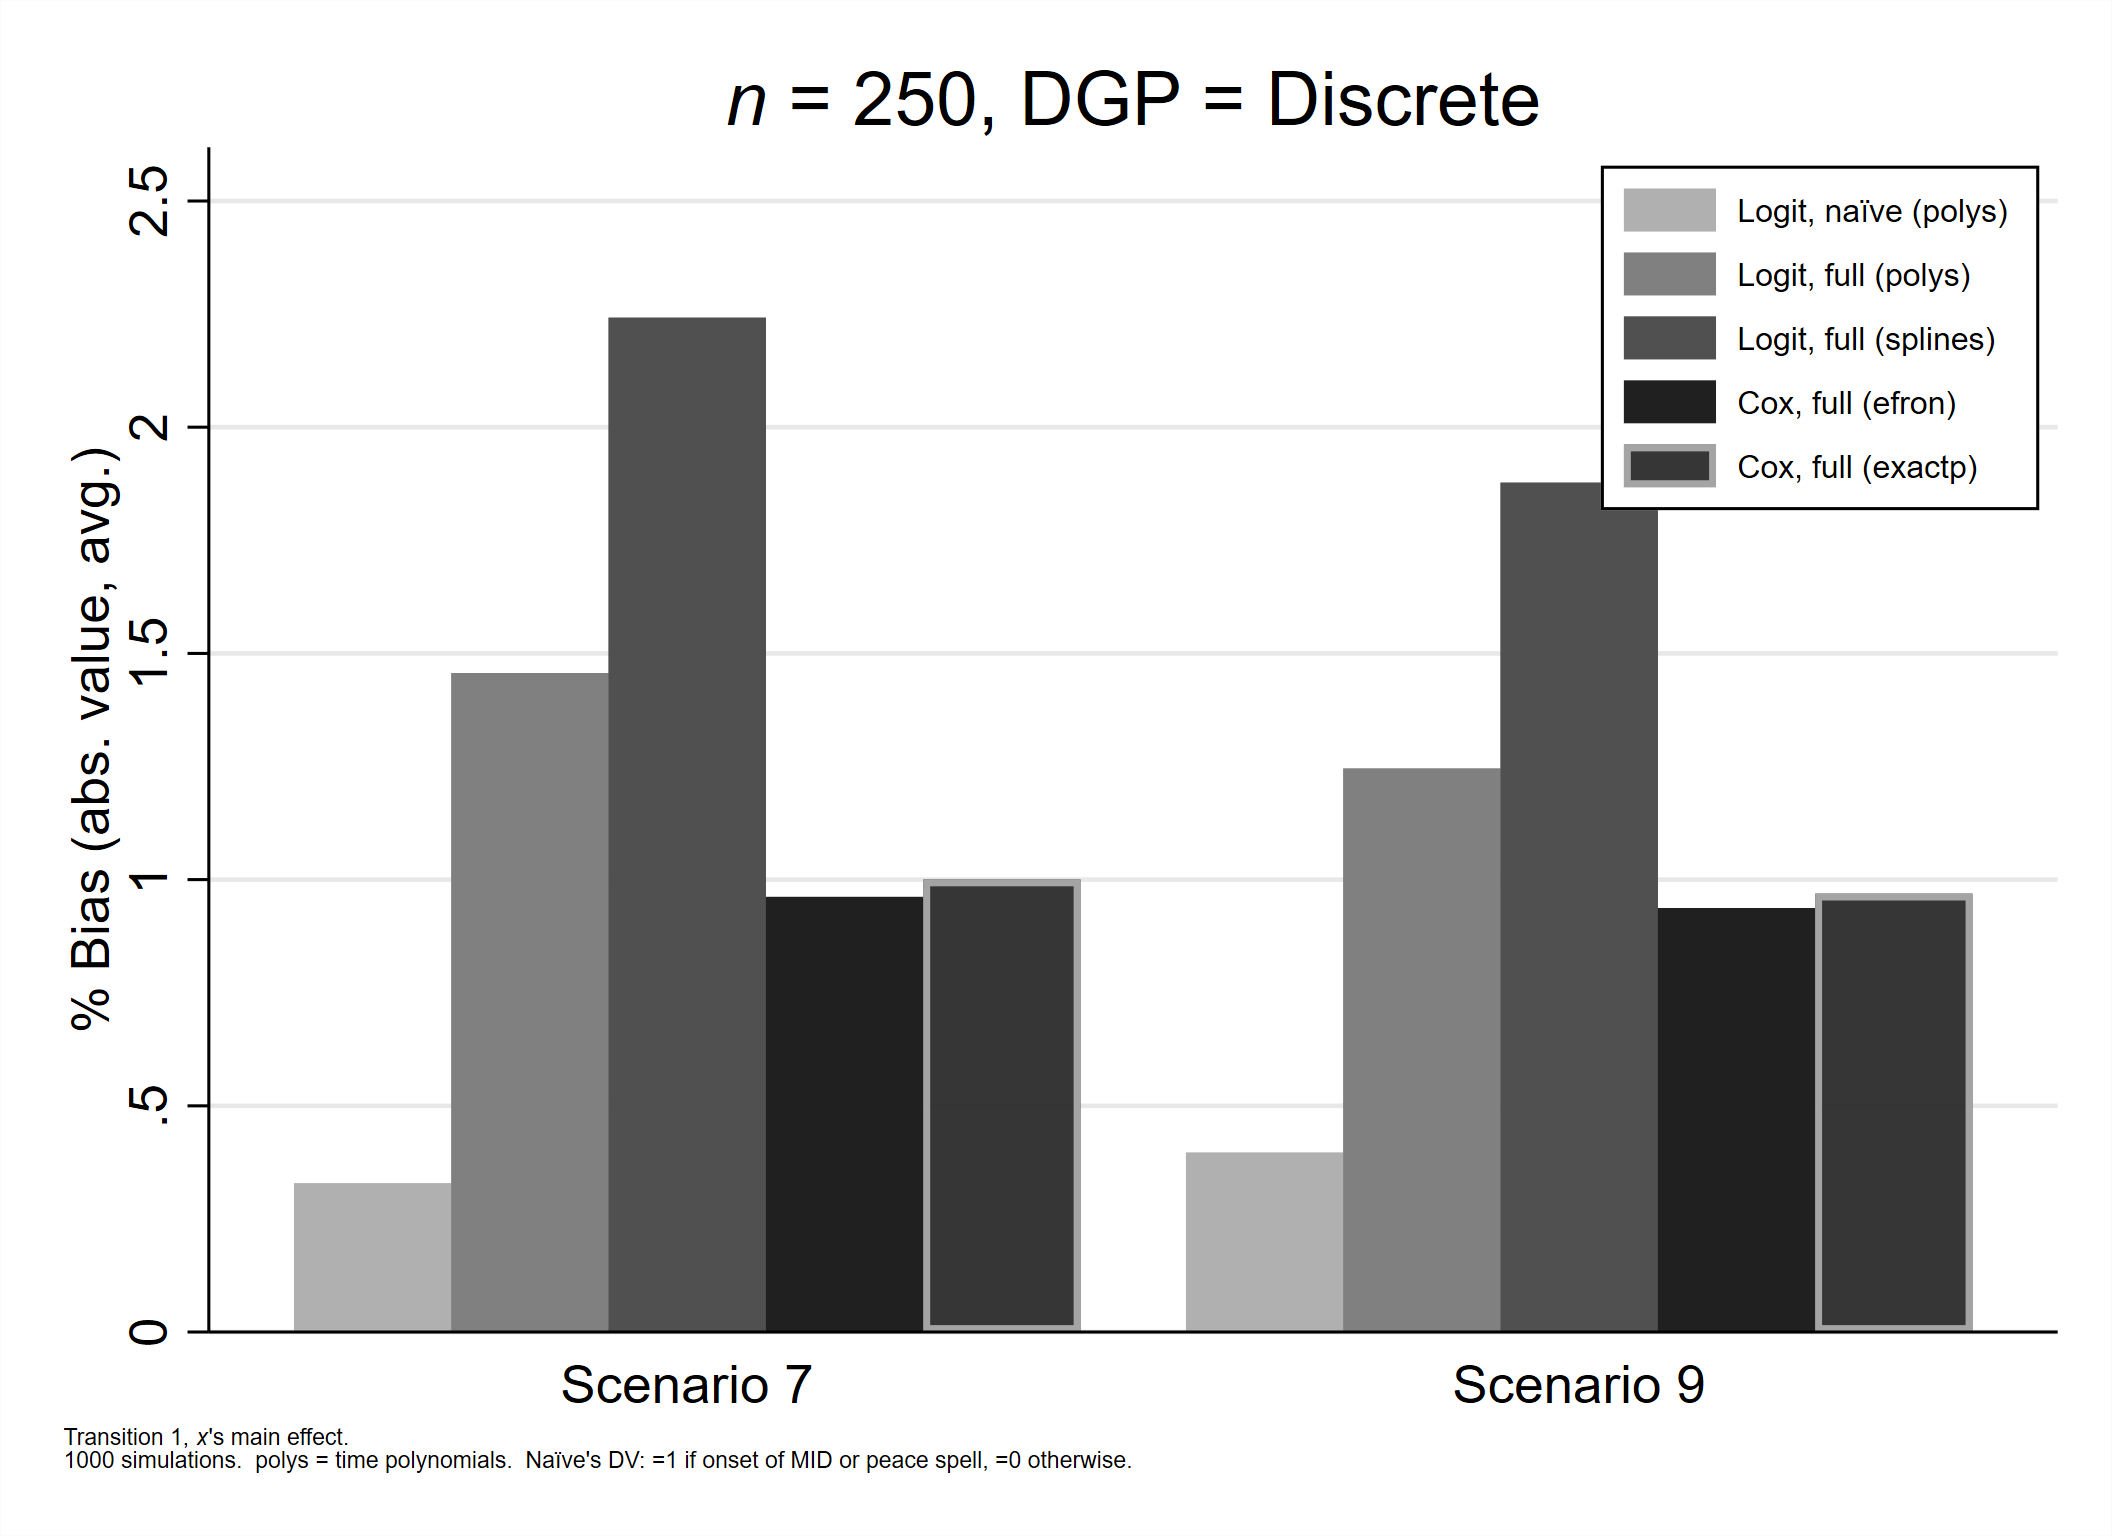 n = 250, DGP = Discrete
% Bias (abs. value, avg.)
2.5
2
1.5
1
.5
0
Logit, naïve (polys)
Logit, full (polys)
Logit, full (splines)
Cox, full (efron)
Cox, full (exactp)
Scenario 7
Scenario 9
Transition 1, x's main effect.
1000 simulations.  polys = time polynomials.  Naïve's DV: =1 if onset of MID or peace spell, =0 otherwise.